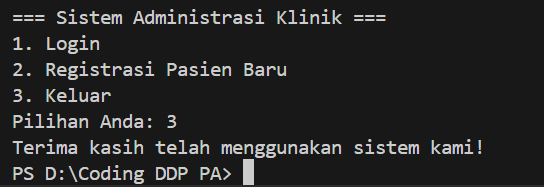 === Sistem Administrasi Klinik ===
1. Login
2. Registrasi Pasien Baru
3. Keluar
Pilihan Anda: 3
Terima kasih telah menggunakan sistem kami!
PS D:\Coding DDP PA>